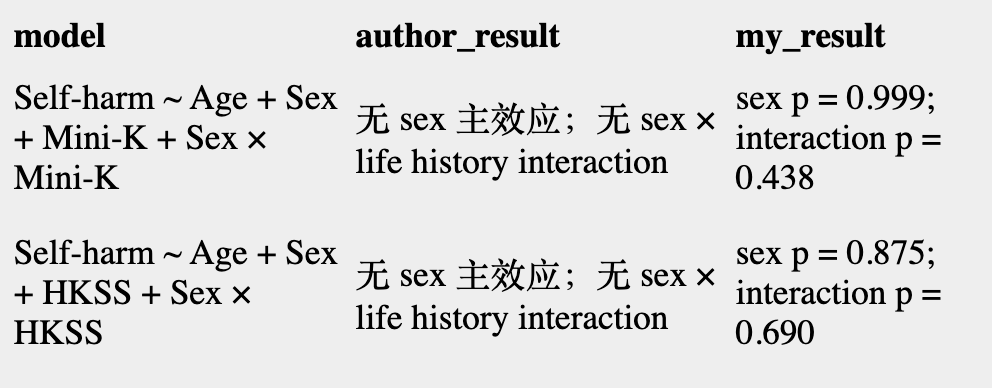 model author_result my_result
Self-harm ~ Age + Sex
+ Mini-K + Sex ×
Mini-K
无 sex 主效应；无 sex ×
life history interaction
sex p = 0.999;
interaction p =
0.438
Self-harm ~ Age + Sex
+ HKSS + Sex ×
HKSS
无 sex 主效应；无 sex ×
life history interaction
sex p = 0.875;
interaction p =
0.690